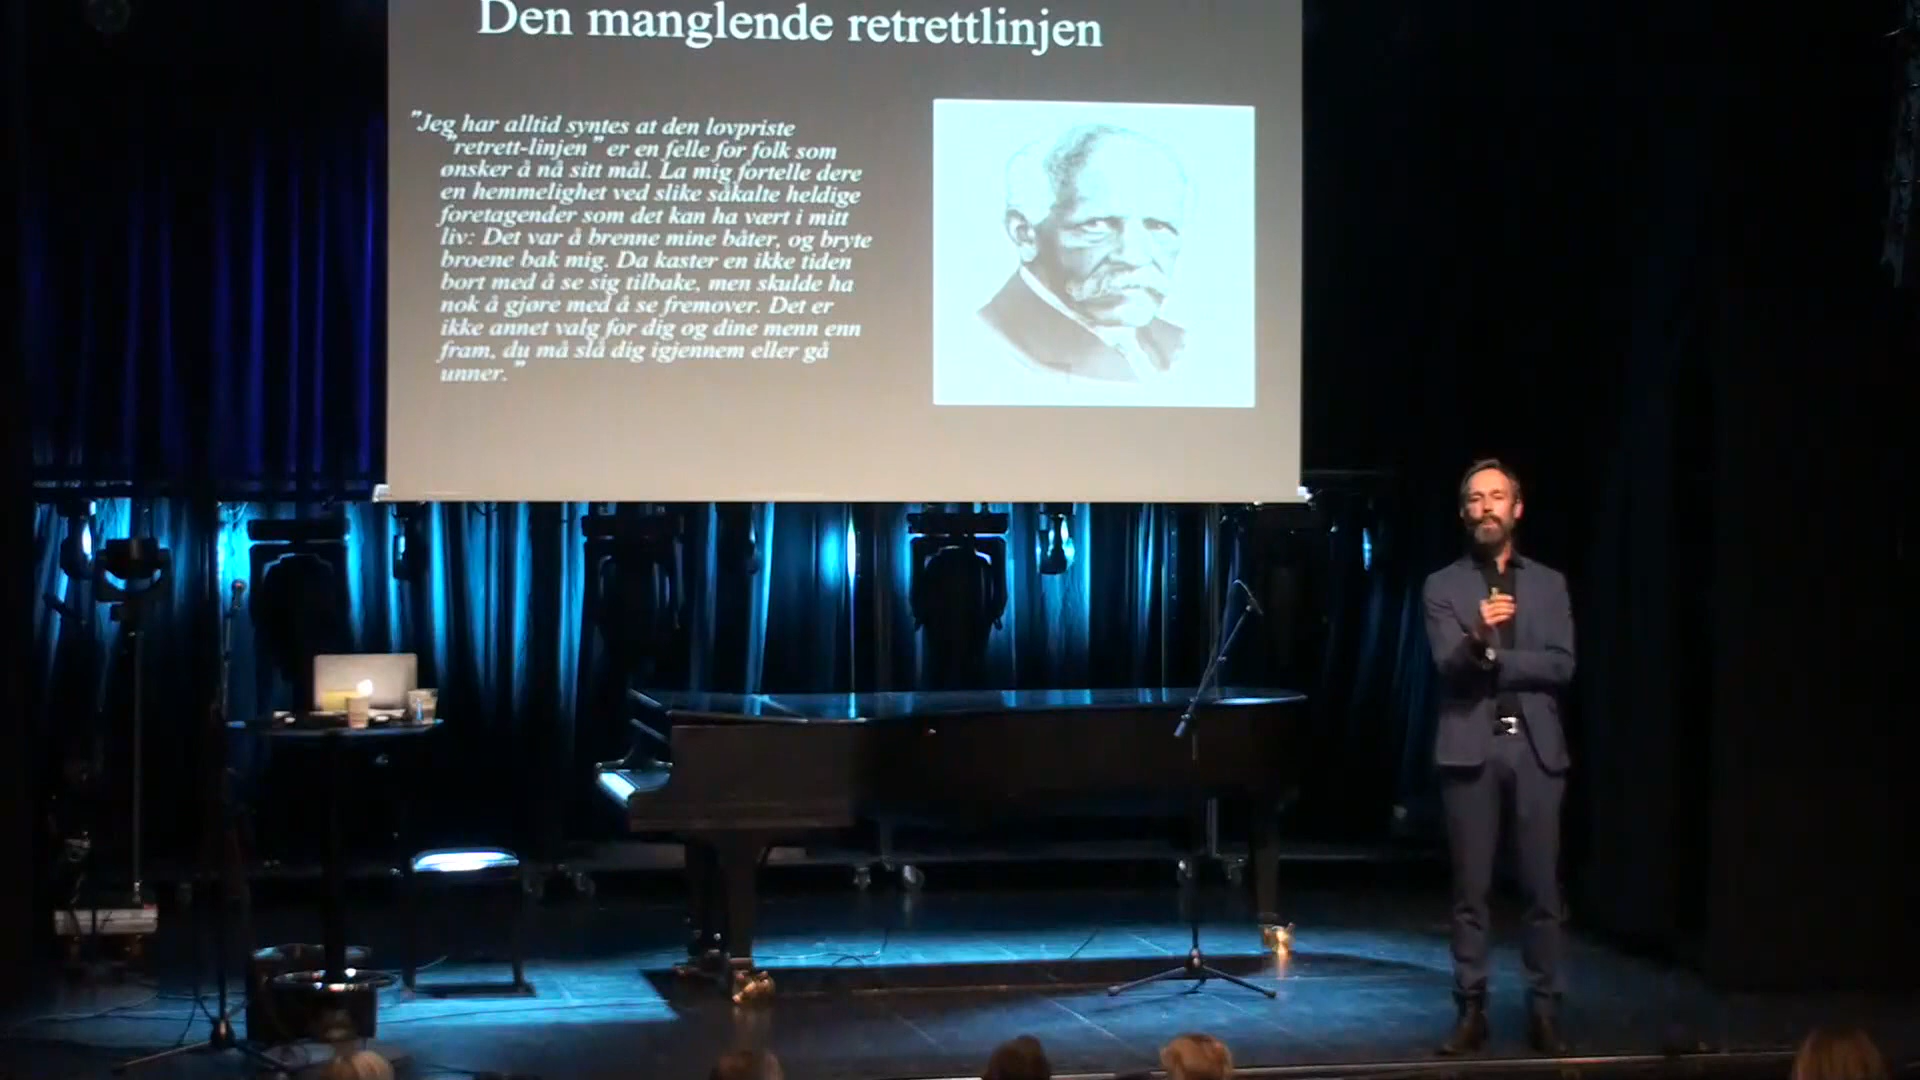 Den manglende retrettlinjen
"Jeg har alltid syntes at den lovpriste
"retrett-linjen" er en felle for folk som
ønsker å nå sitt mål. La mig fortelle dere
en hemmelighet ved slike såkalte heldige
foretagender som det kan ha vært i mitt
liv: Det var å brenne mine båter, og bryte
broene bak mig. Da kaster en ikke tiden
bort med å se sig tilbake, men skulde ha
nok å gjøre med å se fremover. Det er
ikke annet valg for dig og dine menn enn
fram, du må slå dig igjennem eller gå
unner."